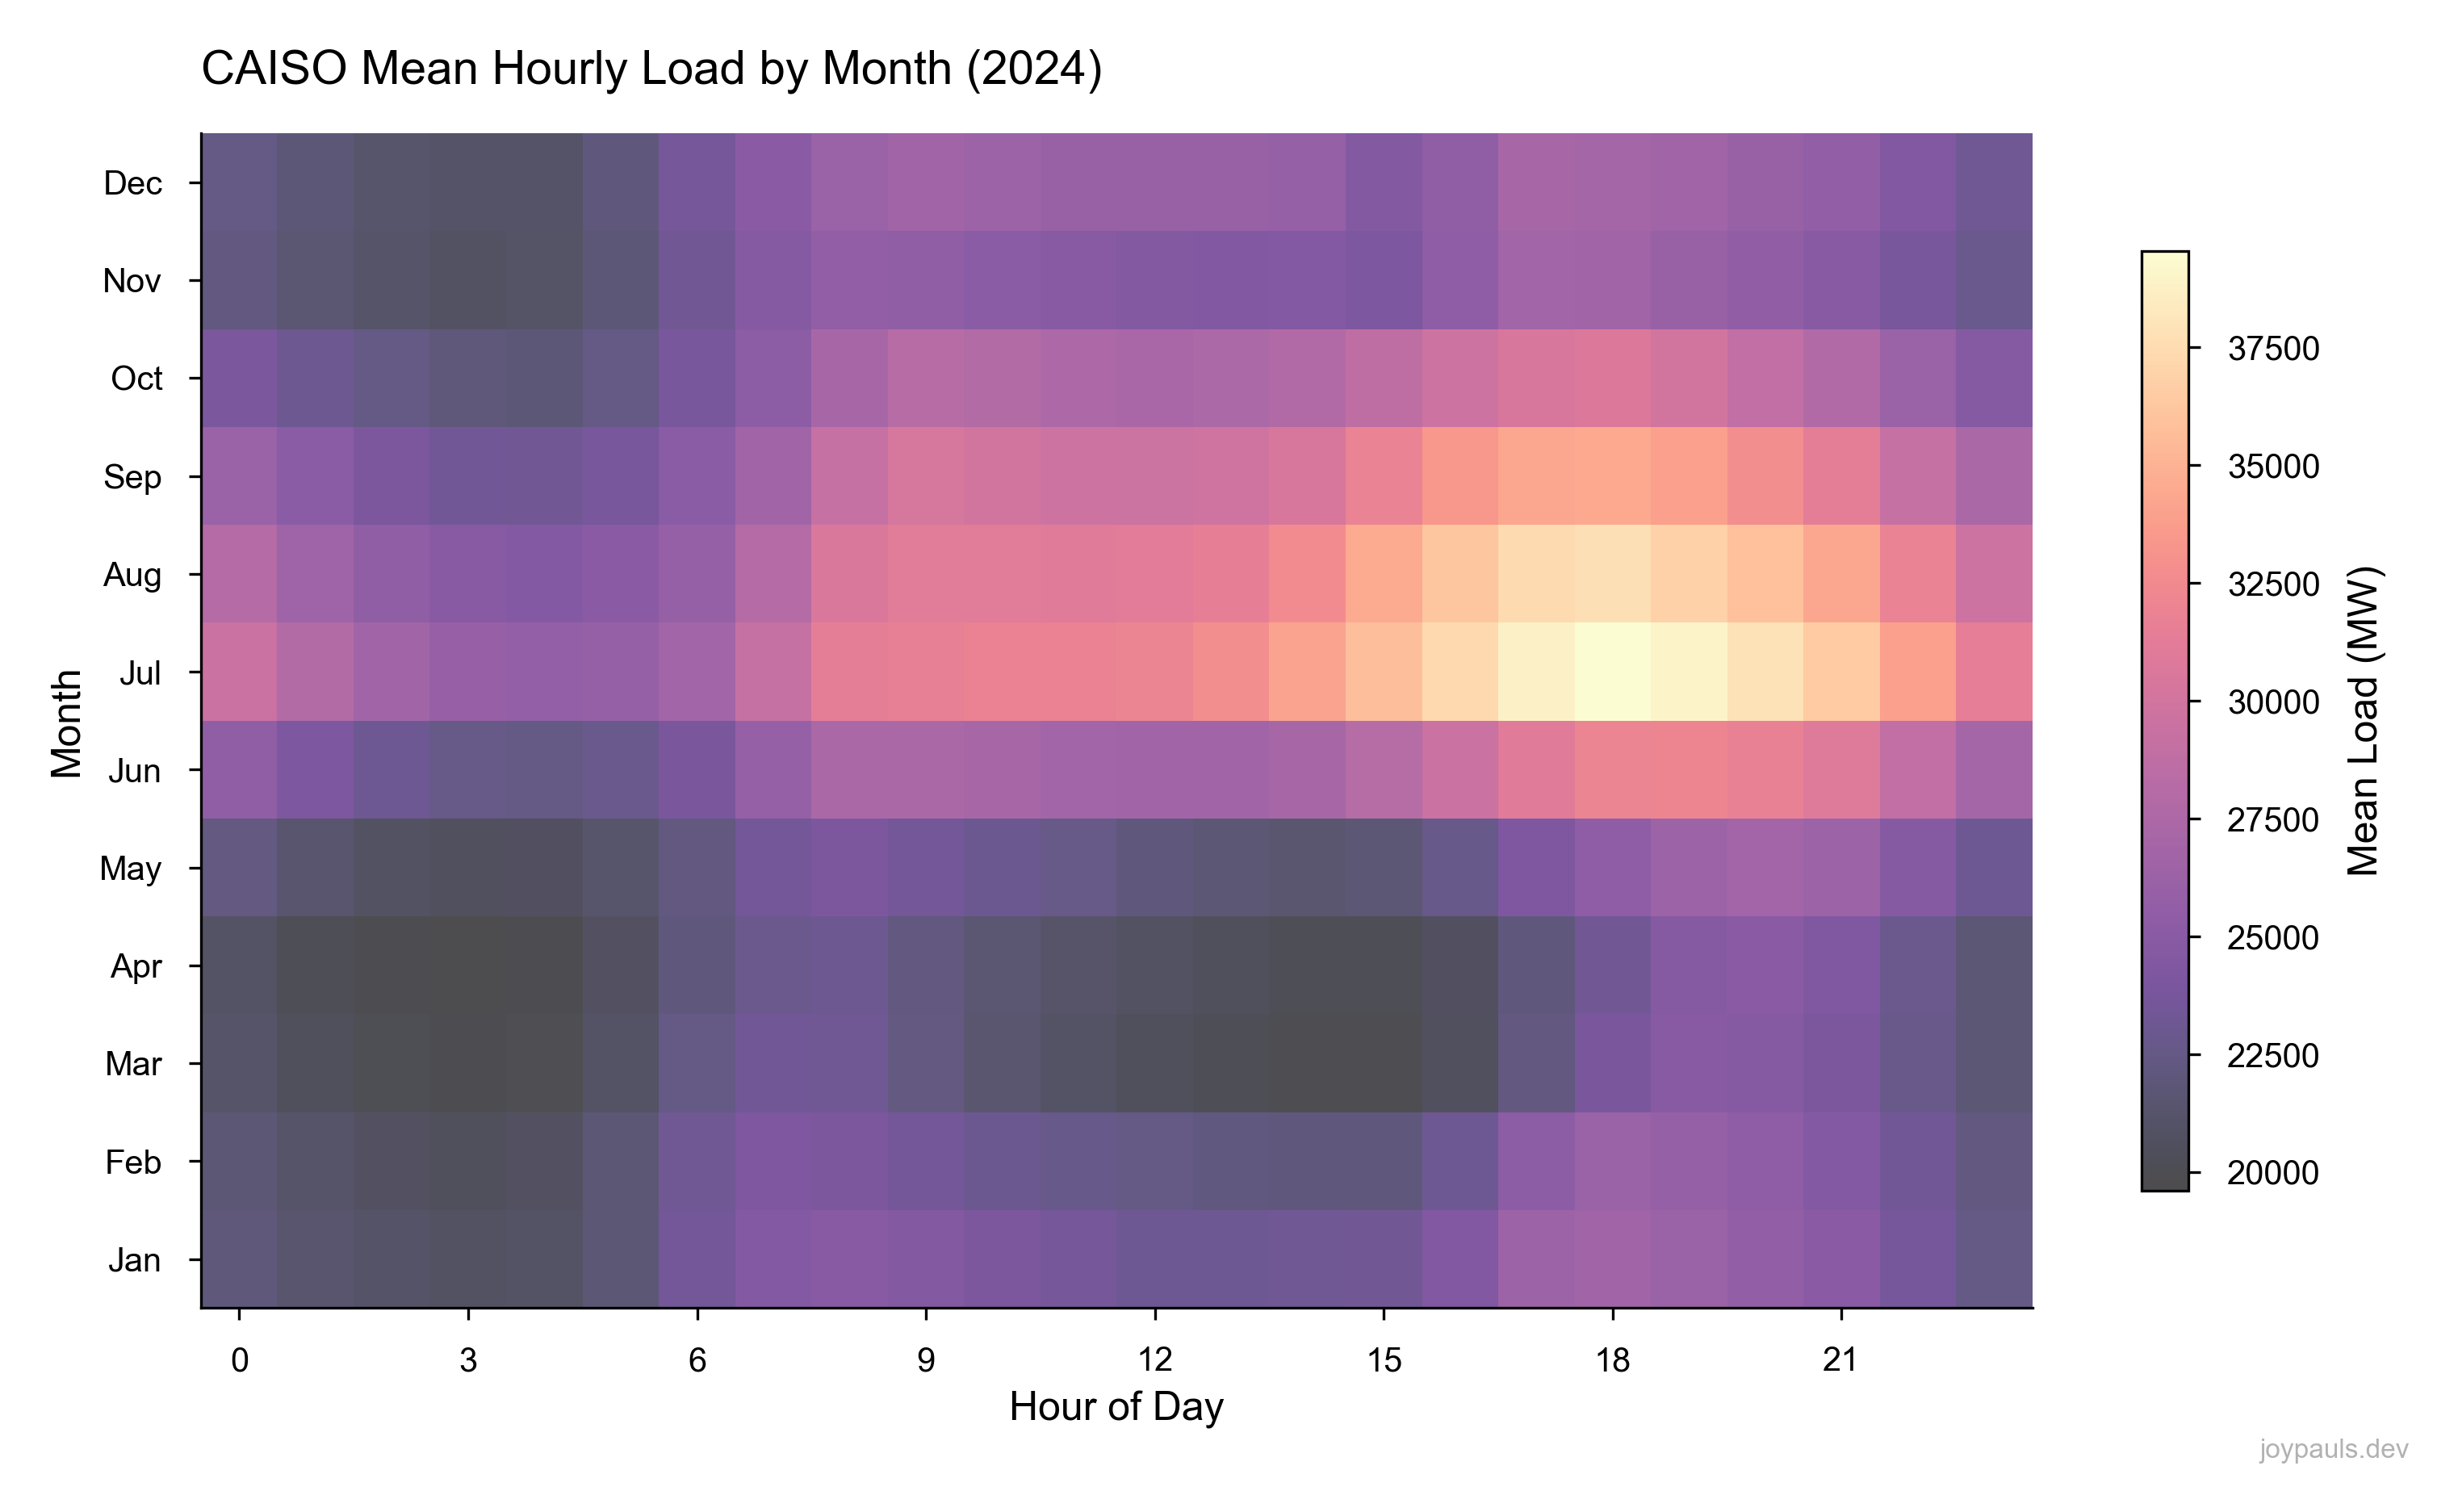 CAISO Mean Hourly Load by Month (2024)
Month
Dec
Nov
Oct
Sep
Aug
Jul
Jun
May
Apr
Mar
Feb
Jan
0 3 6 9 12 15 18 21
Hour of Day
37500
35000
32500
30000
27500
25000
22500
20000
Mean Load (MW)
joypauls.dev